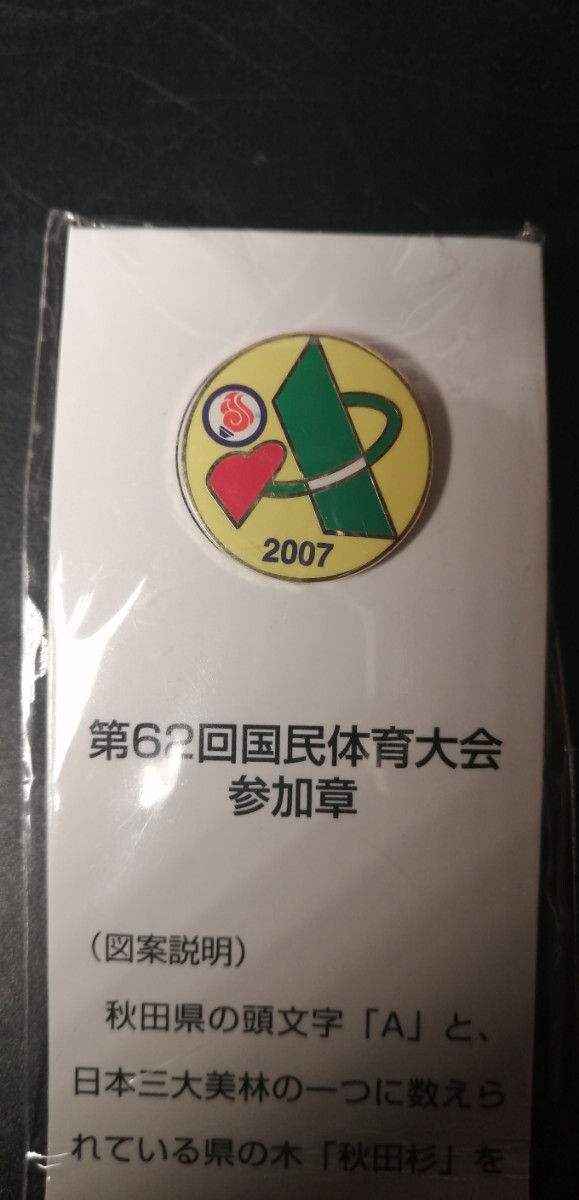 2007
第62回国民体育大会
参加章
（図案説明）
秋田県の頭文字「A」と、
日本三大美林の一つに数えら
れている県の木「秋田杉」を